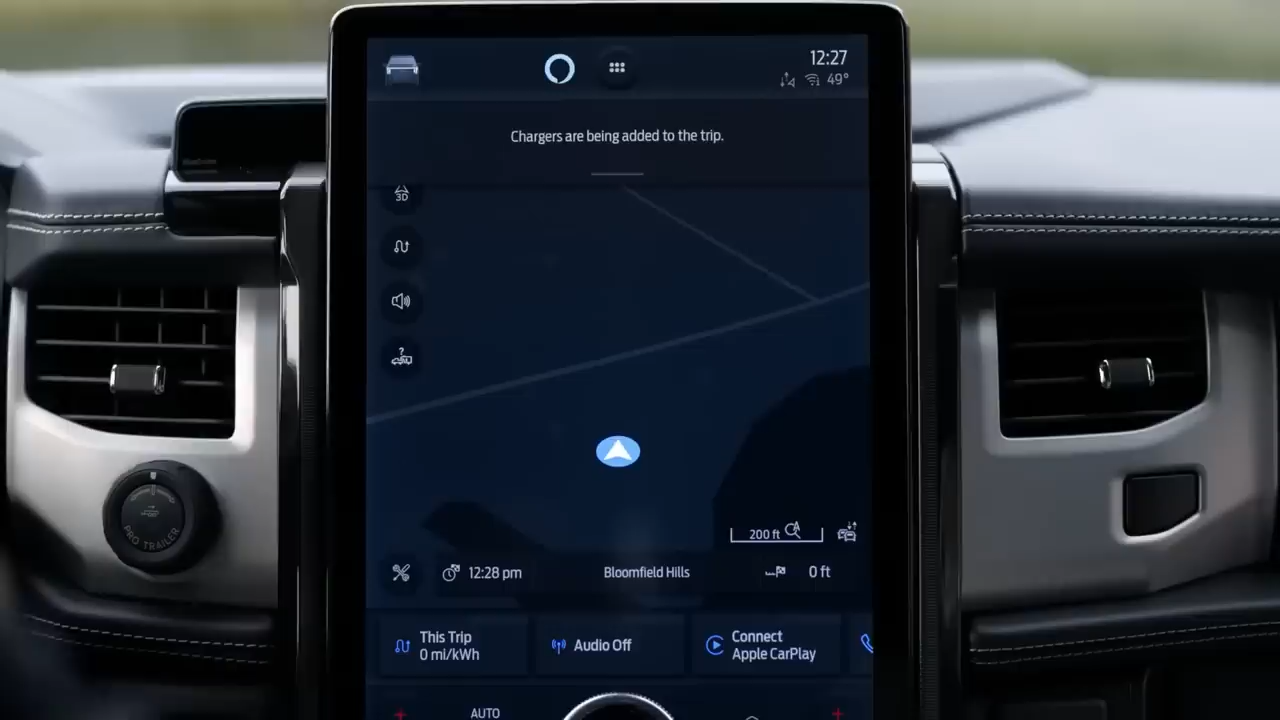 12:27
49°
Chargers are being added to the trip.
3D
200 ft
12:28 pm
Bloomfield Hills
0 ft
This Trip
0 mi/kWh
Audio Off
Connect
Apple CarPlay
AUTO
PRO TRAILER